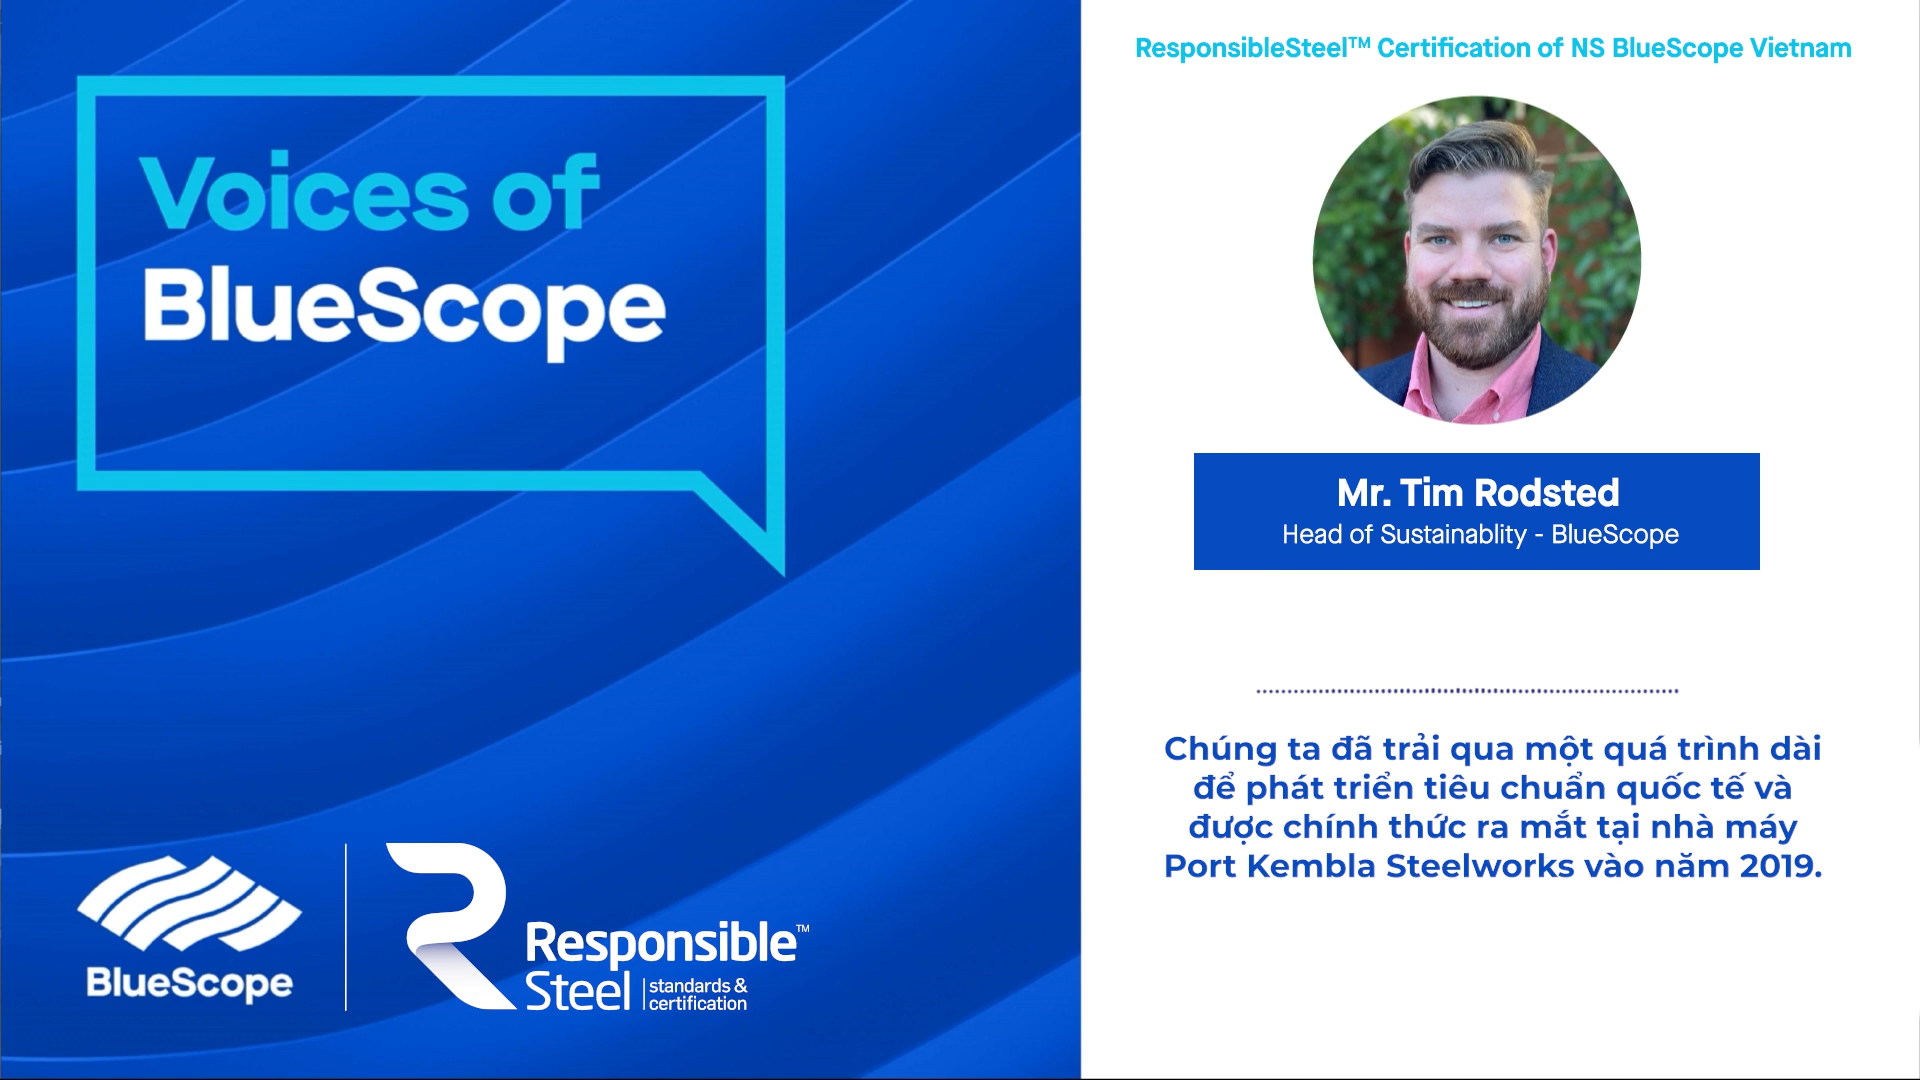 Voices of
BlueScope
BlueScope
Responsible™
Steel
standards &
certification
ResponsibleSteel™ Certification of NS BlueScope Vietnam
Mr. Tim Rodsted
Head of Sustainablity - BlueScope
Chúng ta đã trải qua một quá trình dài
để phát triển tiêu chuẩn quốc tế và
được chính thức ra mắt tại nhà máy
Port Kembla Steelworks vào năm 2019.